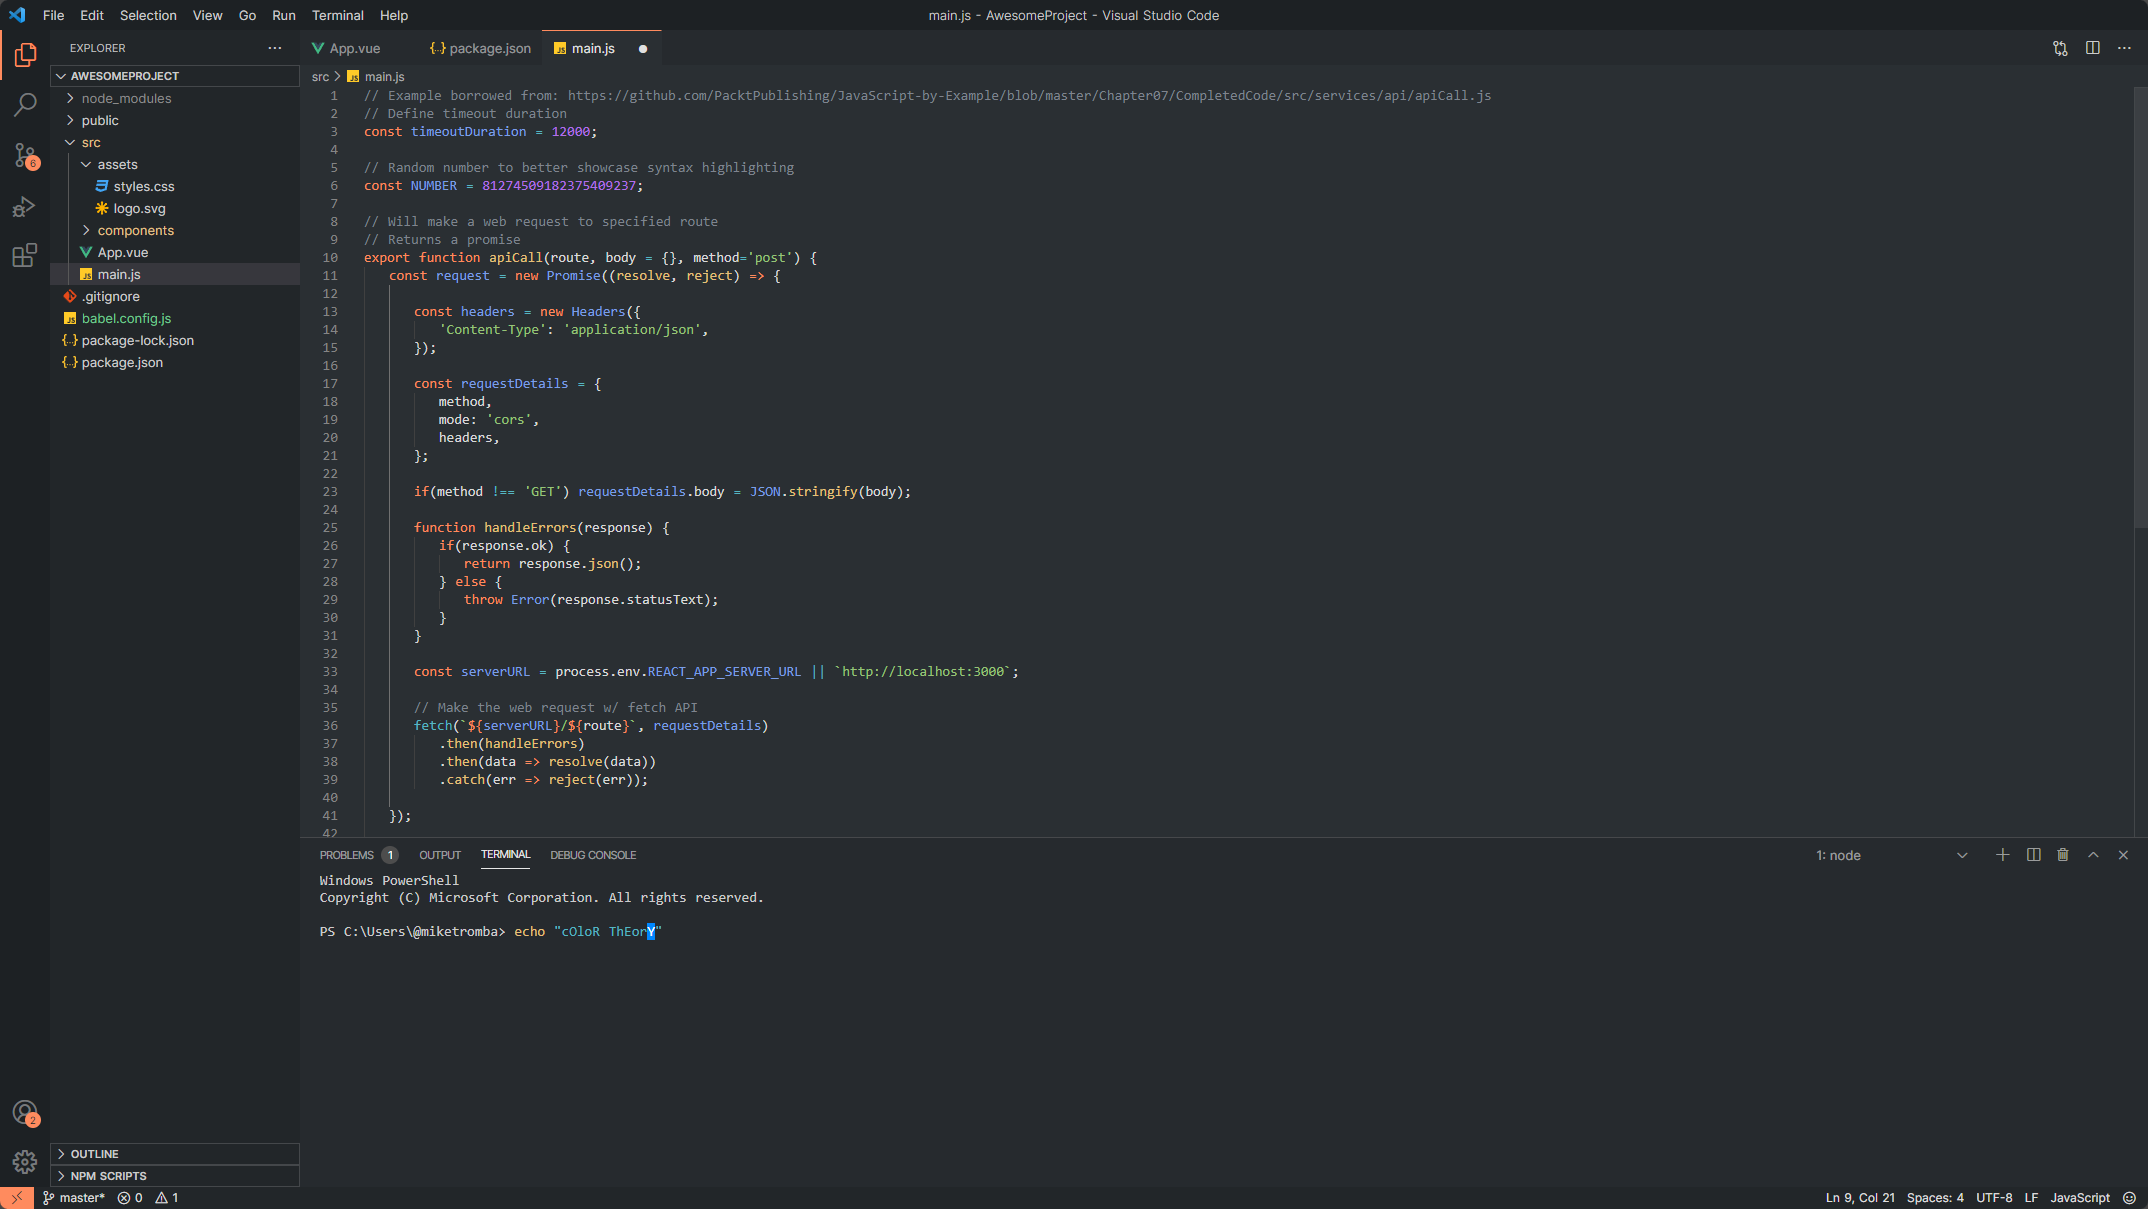 File Edit Selection View Go Run Terminal Help
main.js - AwesomeProject - Visual Studio Code
EXPLORER
AWESOMEPROJECT
node_modules
public
src
assets
styles.css
logo.svg
components
App.vue
main.js
.gitignore
babel.config.js
package-lock.json
package.json
OUTLINE
NPM SCRIPTS
6
2
App.vue package.json main.js
src > main.js
1 // Example borrowed from: https://github.com/PacktPublishing/JavaScript-by-Example/blob/master/Chapter07/CompletedCode/src/services/api/apiCall.js
2 // Define timeout duration
3 const timeoutDuration = 12000;
4
5 // Random number to better showcase syntax highlighting
6 const NUMBER = 81274509182375409237;
7
8 // Will make a web request to specified route
9 // Returns a promise
10 export function apiCall(route, body = {}, method='post') {
11 const request = new Promise((resolve, reject) => {
12
13 const headers = new Headers({
14 'Content-Type': 'application/json',
15 });
16
17 const requestDetails = {
18 method,
19 mode: 'cors',
20 headers,
21 };
22
23 if(method !== 'GET') requestDetails.body = JSON.stringify(body);
24
25 function handleErrors(response) {
26 if(response.ok) {
27 return response.json();
28 } else {
29 throw Error(response.statusText);
30 }
31 }
32
33 const serverURL = process.env.REACT_APP_SERVER_URL || `http://localhost:3000`;
34
35 // Make the web request w/ fetch API
36 fetch(`${serverURL}/${route}`, requestDetails)
37 .then(handleErrors)
38 .then(data => resolve(data))
39 .catch(err => reject(err));
40
41 });
42
PROBLEMS 1 OUTPUT TERMINAL DEBUG CONSOLE 1: node
Windows PowerShell
Copyright (C) Microsoft Corporation. All rights reserved.
PS C:\Users\@miketromba> echo "cOloR ThEorY"
master* 0 1 Ln 9, Col 21 Spaces: 4 UTF-8 LF JavaScript